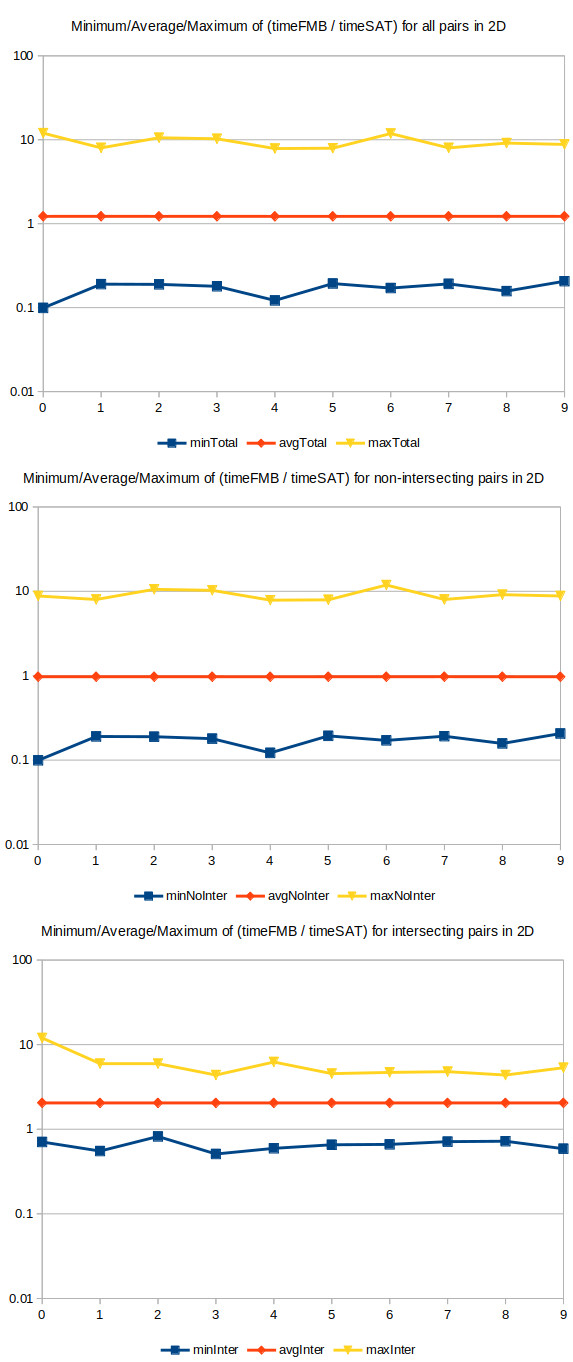 Minimum/Average/Maximum of (timeFMB / timeSAT) for all pairs in 2D
100
10
1
0.1
0.01
0 1 2 3 4 5 6 7 8 9
minTotal avgTotal maxTotal
Minimum/Average/Maximum of (timeFMB / timeSAT) for non-intersecting pairs in 2D
100
10
1
0.1
0.01
0 1 2 3 4 5 6 7 8 9
minNoInter avgNoInter maxNoInter
Minimum/Average/Maximum of (timeFMB / timeSAT) for intersecting pairs in 2D
100
10
1
0.1
0.01
0 1 2 3 4 5 6 7 8 9
minInter avgInter maxInter